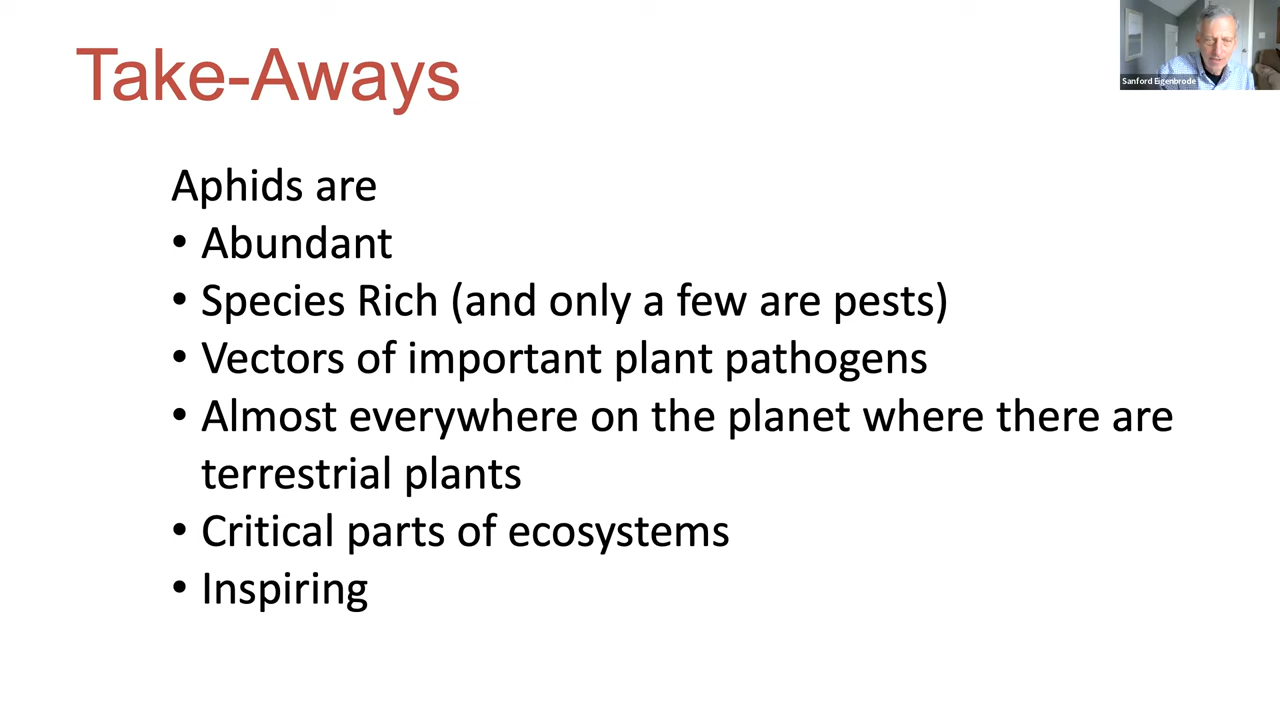 Take-Aways
Sanford Eigenbrode
Aphids are
• Abundant
• Species Rich (and only a few are pests)
• Vectors of important plant pathogens
• Almost everywhere on the planet where there are
terrestrial plants
• Critical parts of ecosystems
• Inspiring